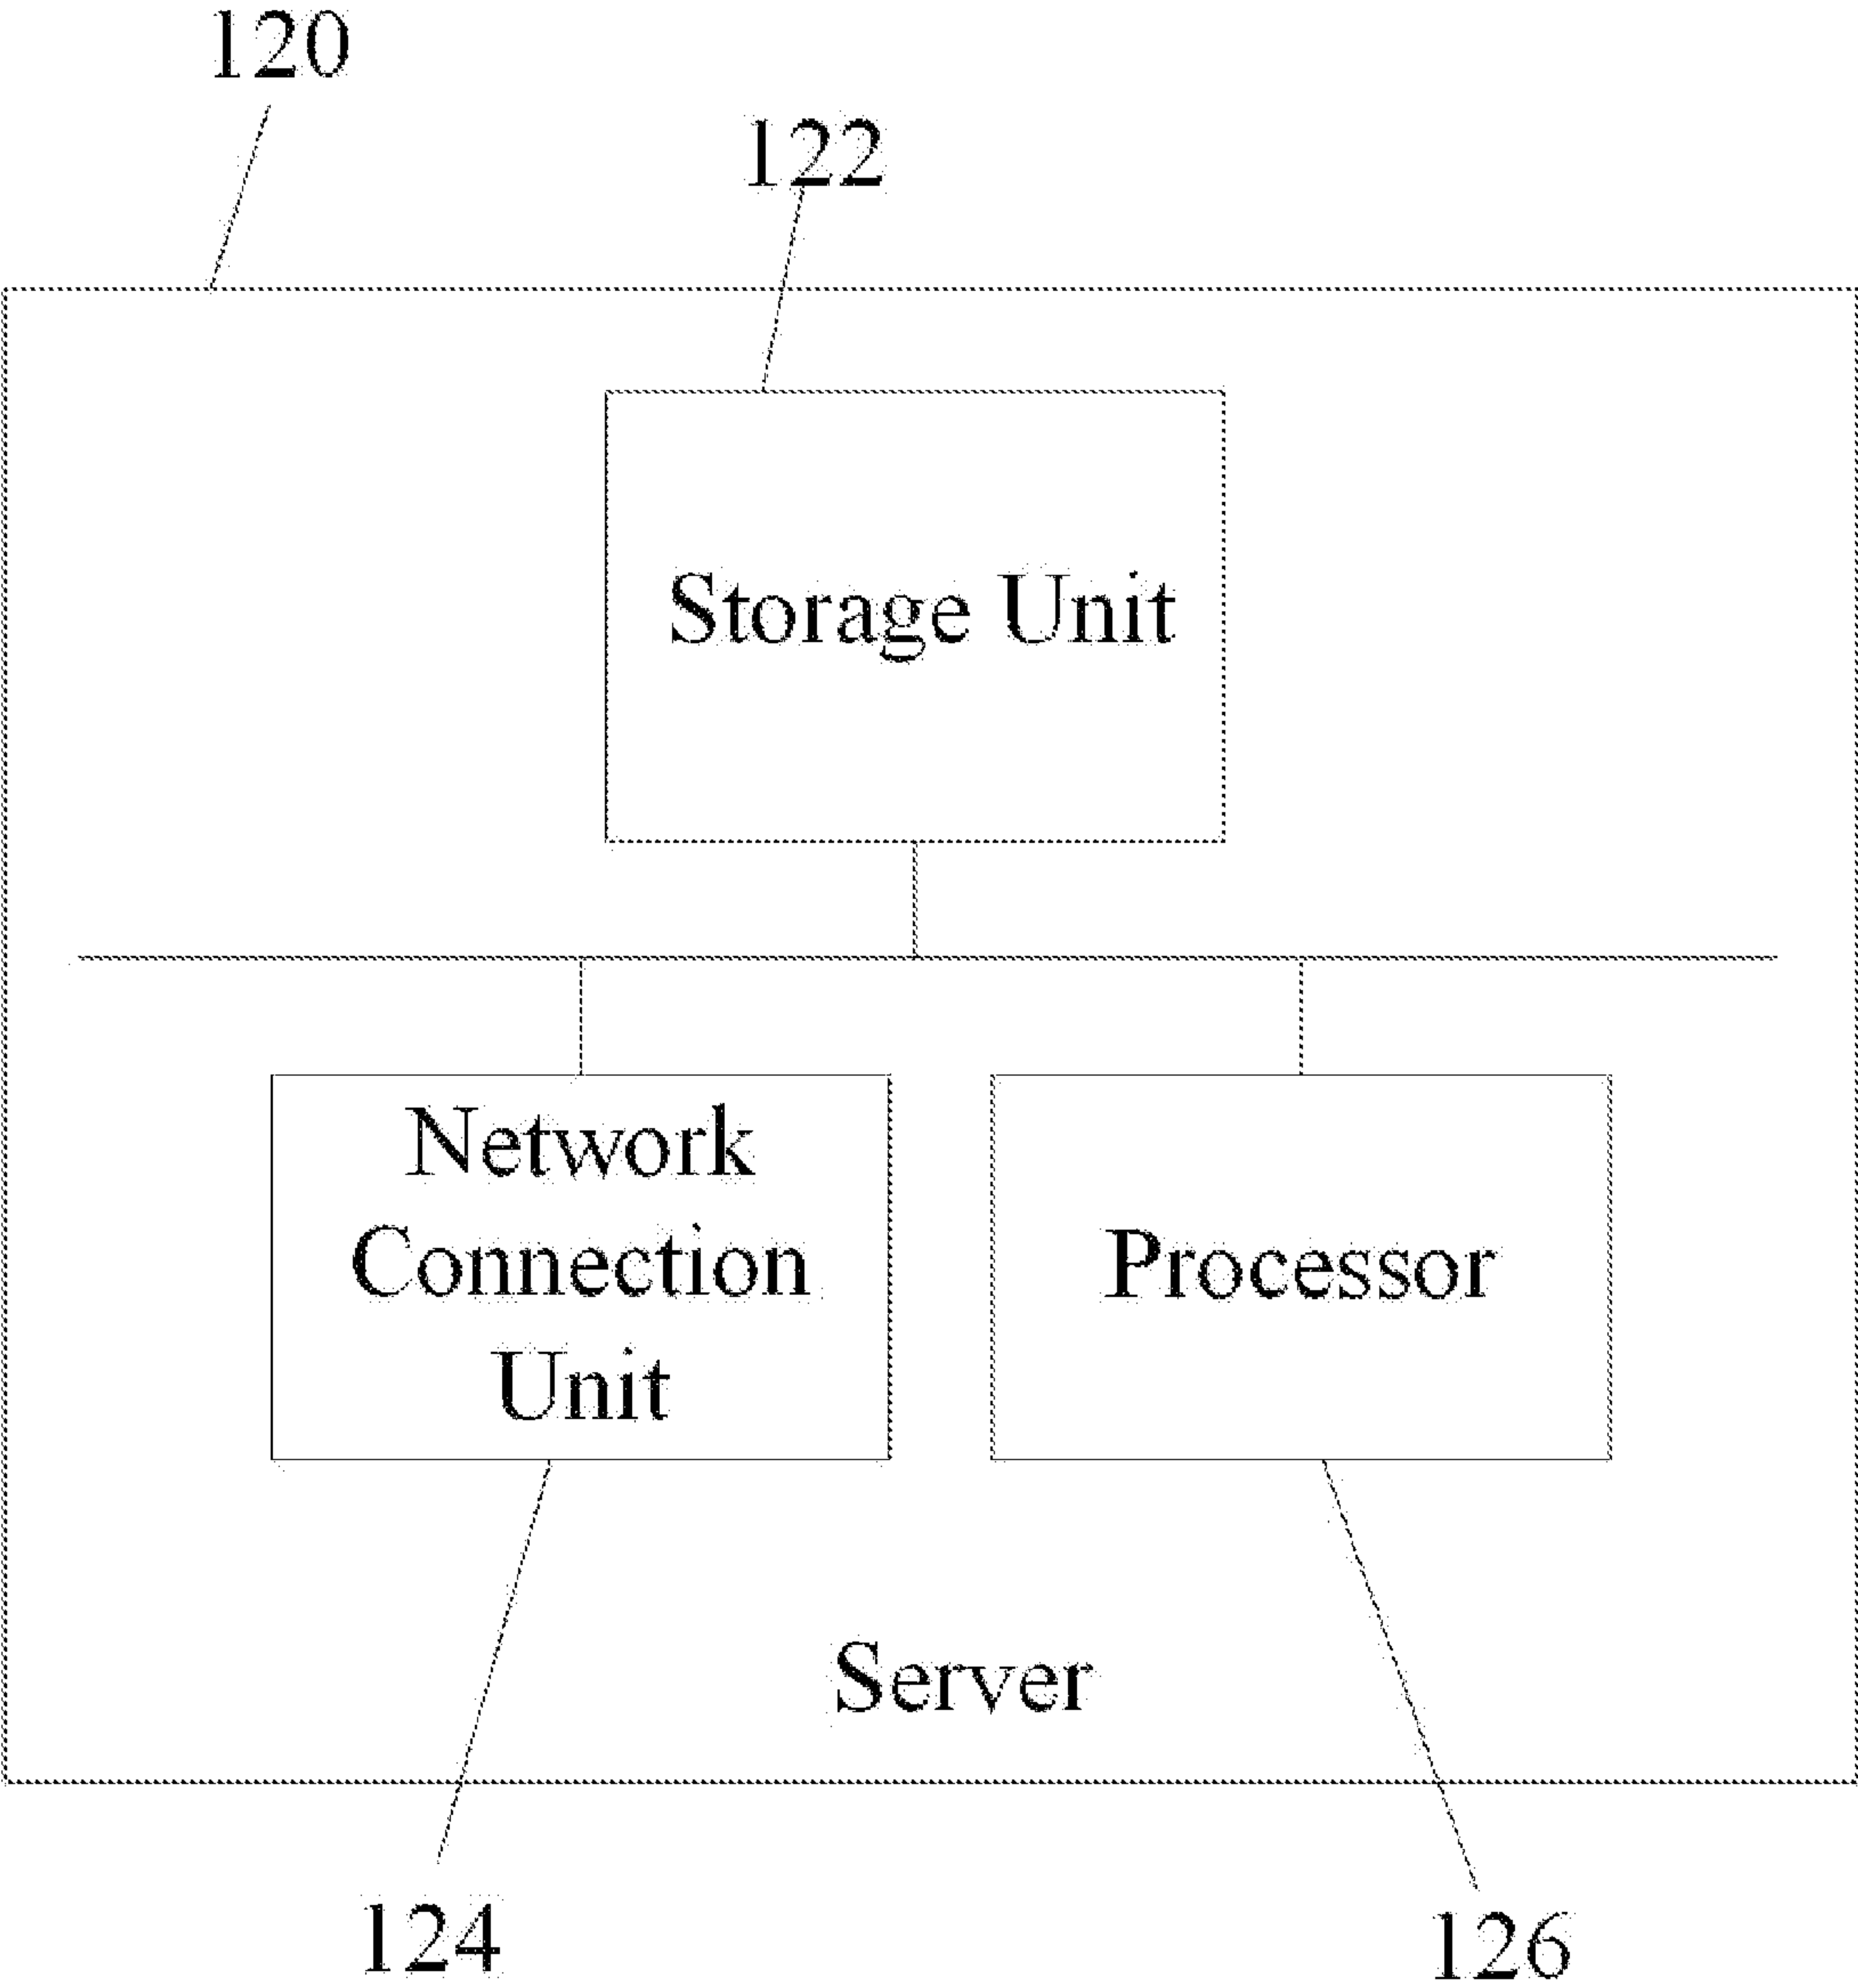 120
122
Storage Unit
Network
Connection
Unit
Processor
Server
124
126